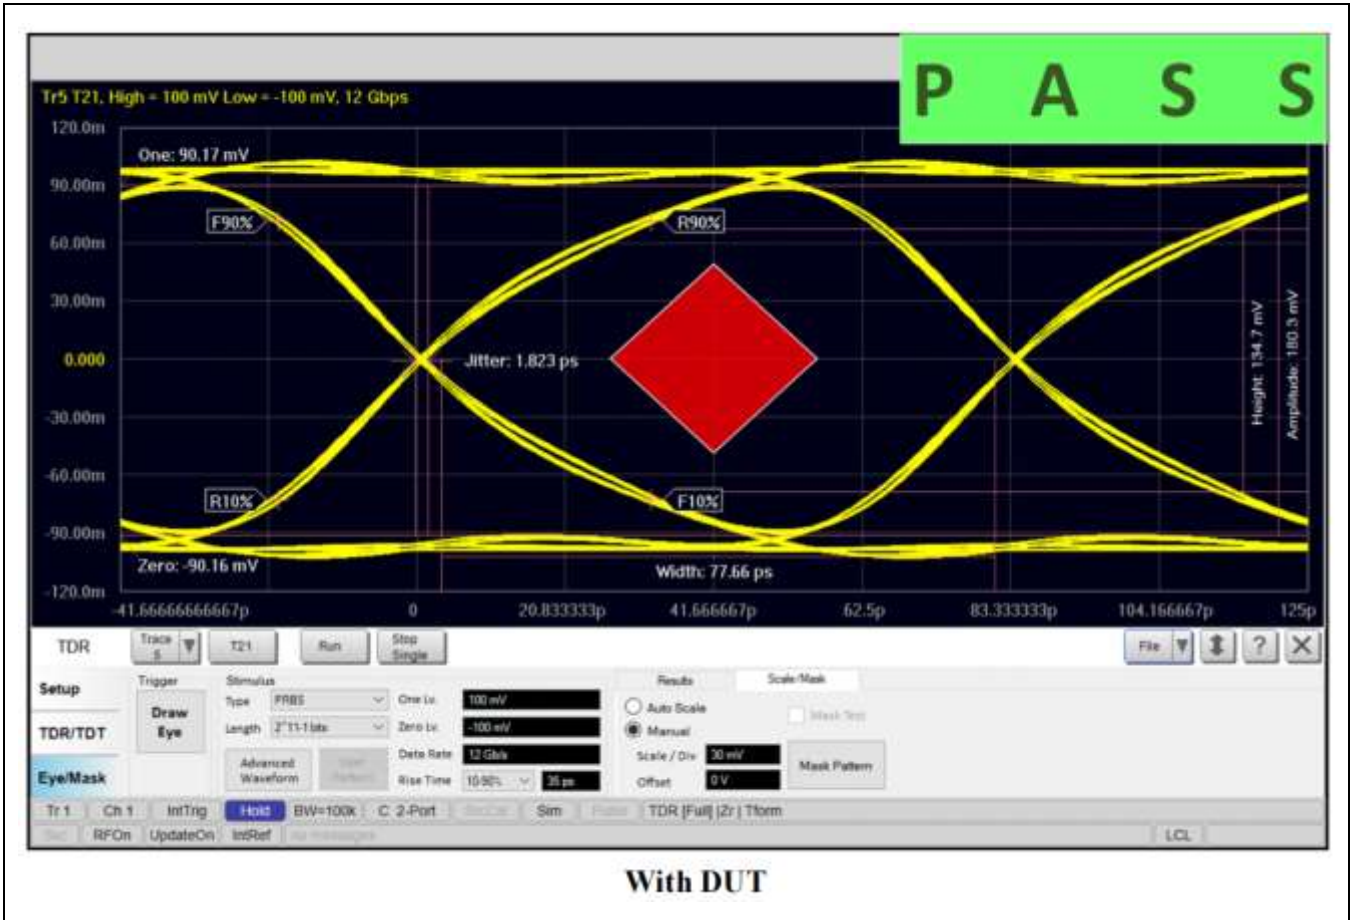 P A S S
Tr5 T21, High = 100 mV Low = -100 mV, 12 Gbps
120.0m
One: 90.17 mV
90.00m
F90%
R90%
60.00m
30.00m
0.000
Jitter: 1.823 ps
Height: 134.7 mV
Amplitude: 180.3 mV
-30.00m
-60.00m
R10%
F10%
-90.00m
Zero: -90.16 mV
Width: 77.66 ps
-120.0m
-41.66666666667p 0 20.833333p 41.666667p 62.5p 83.333333p 104.166667p 125p
TDR Trace 5 T21 Run Stop Single File ? X
Setup Trigger Stimulus Results Scale/Mask
Draw Eye Type PRBS One Lv. 100 mV Auto Scale Mask Test
TDR/TDT Length 2^11-1 bits Zero Lv. -100 mV Manual
Data Rate 12 Gb/s Scale / Div 30 mV Mask Pattern
Eye/Mask Advanced Waveform Rise Time 10-90% 35 ps Offset 0 V
Tr 1 Ch 1 IntTrig Hold BW=100k C 2-Port Sim TDR |Full| |Zr | Tform
RFOn UpdateOn IntRef no messages LCL
With DUT